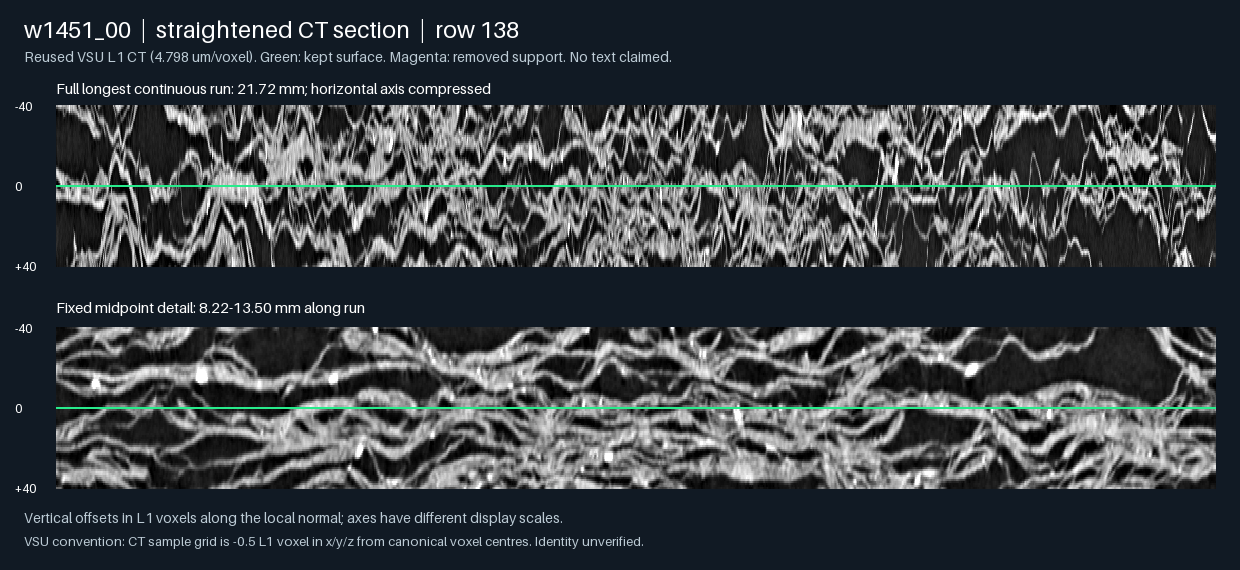 w1451_00 | straightened CT section | row 138
Reused VSU L1 CT (4.798 um/voxel). Green: kept surface. Magenta: removed support. No text claimed.
Full longest continuous run: 21.72 mm; horizontal axis compressed
-40
0
+40
Fixed midpoint detail: 8.22-13.50 mm along run
-40
0
+40
Vertical offsets in L1 voxels along the local normal; axes have different display scales.
VSU convention: CT sample grid is -0.5 L1 voxel in x/y/z from canonical voxel centres. Identity unverified.